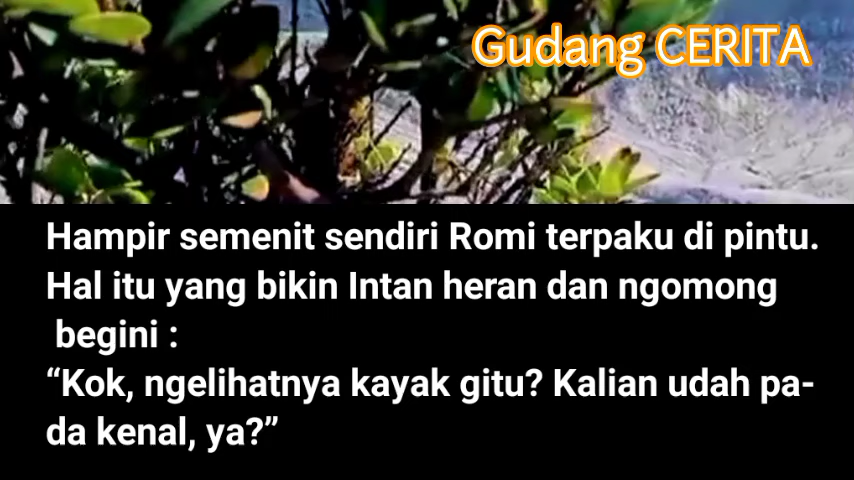 Gudang CERITA
Hampir semenit sendiri Romi terpaku di pintu.
Hal itu yang bikin Intan heran dan ngomong
begini :
“Kok, ngelihatnya kayak gitu? Kalian udah pa-
da kenal, ya?”